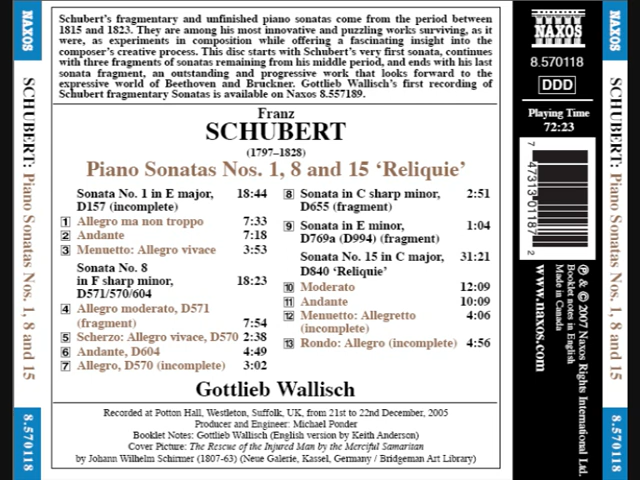 NAXOS
SCHUBERT: Piano Sonatas Nos. 1, 8 and 15
8.570118
Schubert's fragmentary and unfinished piano sonatas come from the period between
1815 and 1823. They are among his most innovative and puzzling works surviving, as it
were, as experiments in composition while offering a fascinating insight into the
composer's creative process. This disc starts with Schubert's very first sonata, continues
with three fragments of sonatas remaining from his middle period, and ends with his last
sonata fragment, an outstanding and progressive work that looks forward to the
expressive world of Beethoven and Bruckner. Gottlieb Wallisch's first recording of
Schubert fragmentary Sonatas is available on Naxos 8.557189.
Franz
SCHUBERT
(1797–1828)
Piano Sonatas Nos. 1, 8 and 15 ‘Reliquie’
Sonata No. 1 in E major, 18:44
D157 (incomplete)
1 Allegro ma non troppo 7:33
2 Andante 7:18
3 Menuetto: Allegro vivace 3:53
Sonata No. 8
in F sharp minor, 18:23
D571/570/604
4 Allegro moderato, D571
(fragment) 7:54
5 Scherzo: Allegro vivace, D570 2:38
6 Andante, D604 4:49
7 Allegro, D570 (incomplete) 3:02
8 Sonata in C sharp minor, 2:51
D655 (fragment)
9 Sonata in E minor, 1:04
D769a (D994) (fragment)
Sonata No. 15 in C major, 31:21
D840 ‘Reliquie’
10 Moderato 12:09
11 Andante 10:09
12 Menuetto: Allegretto 4:06
(incomplete)
13 Rondo: Allegro (incomplete) 4:56
Gottlieb Wallisch
Recorded at Potton Hall, Westleton, Suffolk, UK, from 21st to 22nd December, 2005
Producer and Engineer: Michael Ponder
Booklet Notes: Gottlieb Wallisch (English version by Keith Anderson)
Cover Picture: The Rescue of the Injured Man by the Merciful Samaritan
by Johann Wilhelm Schirmer (1807-63) (Neue Galerie, Kassel, Germany / Bridgeman Art Library)
NAXOS
8.570118
DDD
Playing Time
72:23
7 47313 01187 2
℗ & © 2007 Naxos Rights International Ltd.
Booklet notes in English
Made in Canada
www.naxos.com
NAXOS
SCHUBERT: Piano Sonatas Nos. 1, 8 and 15
8.570118